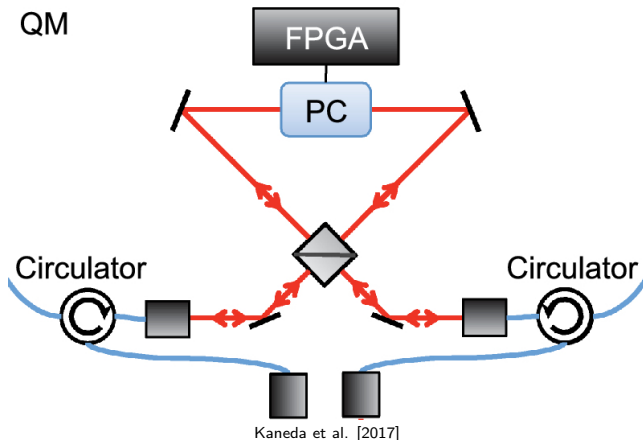 QM
FPGA
PC
Circulator
Circulator
Kaneda et al. [2017]